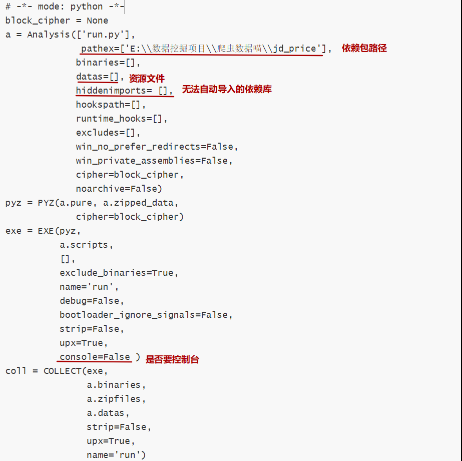 # -*- mode: python -*-
block_cipher = None
a = Analysis(['run.py'],
pathex=['E:\\数据挖掘项目\\爬虫数据喵\\jd_price'], 依赖包路径
binaries=[],
datas=[], 资源文件
hiddenimports= [], 无法自动导入的依赖库
hookspath=[],
runtime_hooks=[],
excludes=[],
win_no_prefer_redirects=False,
win_private_assemblies=False,
cipher=block_cipher,
noarchive=False)
pyz = PYZ(a.pure, a.zipped_data,
cipher=block_cipher)
exe = EXE(pyz,
a.scripts,
[],
exclude_binaries=True,
name='run',
debug=False,
bootloader_ignore_signals=False,
strip=False,
upx=True,
console=False ) 是否要控制台
coll = COLLECT(exe,
a.binaries,
a.zipfiles,
a.datas,
strip=False,
upx=True,
name='run')